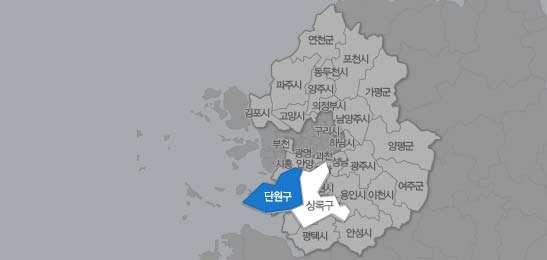 연천군
포천시
동두천시
파주시
양주시
가평군
의정부시
김포시
고양시
남양주시
구리시
하남시
부천
광명
과천
양평군
시흥
안양
성남
광주시
단원구
시
용인시
이천시
여주군
상록구
평택시
안성시